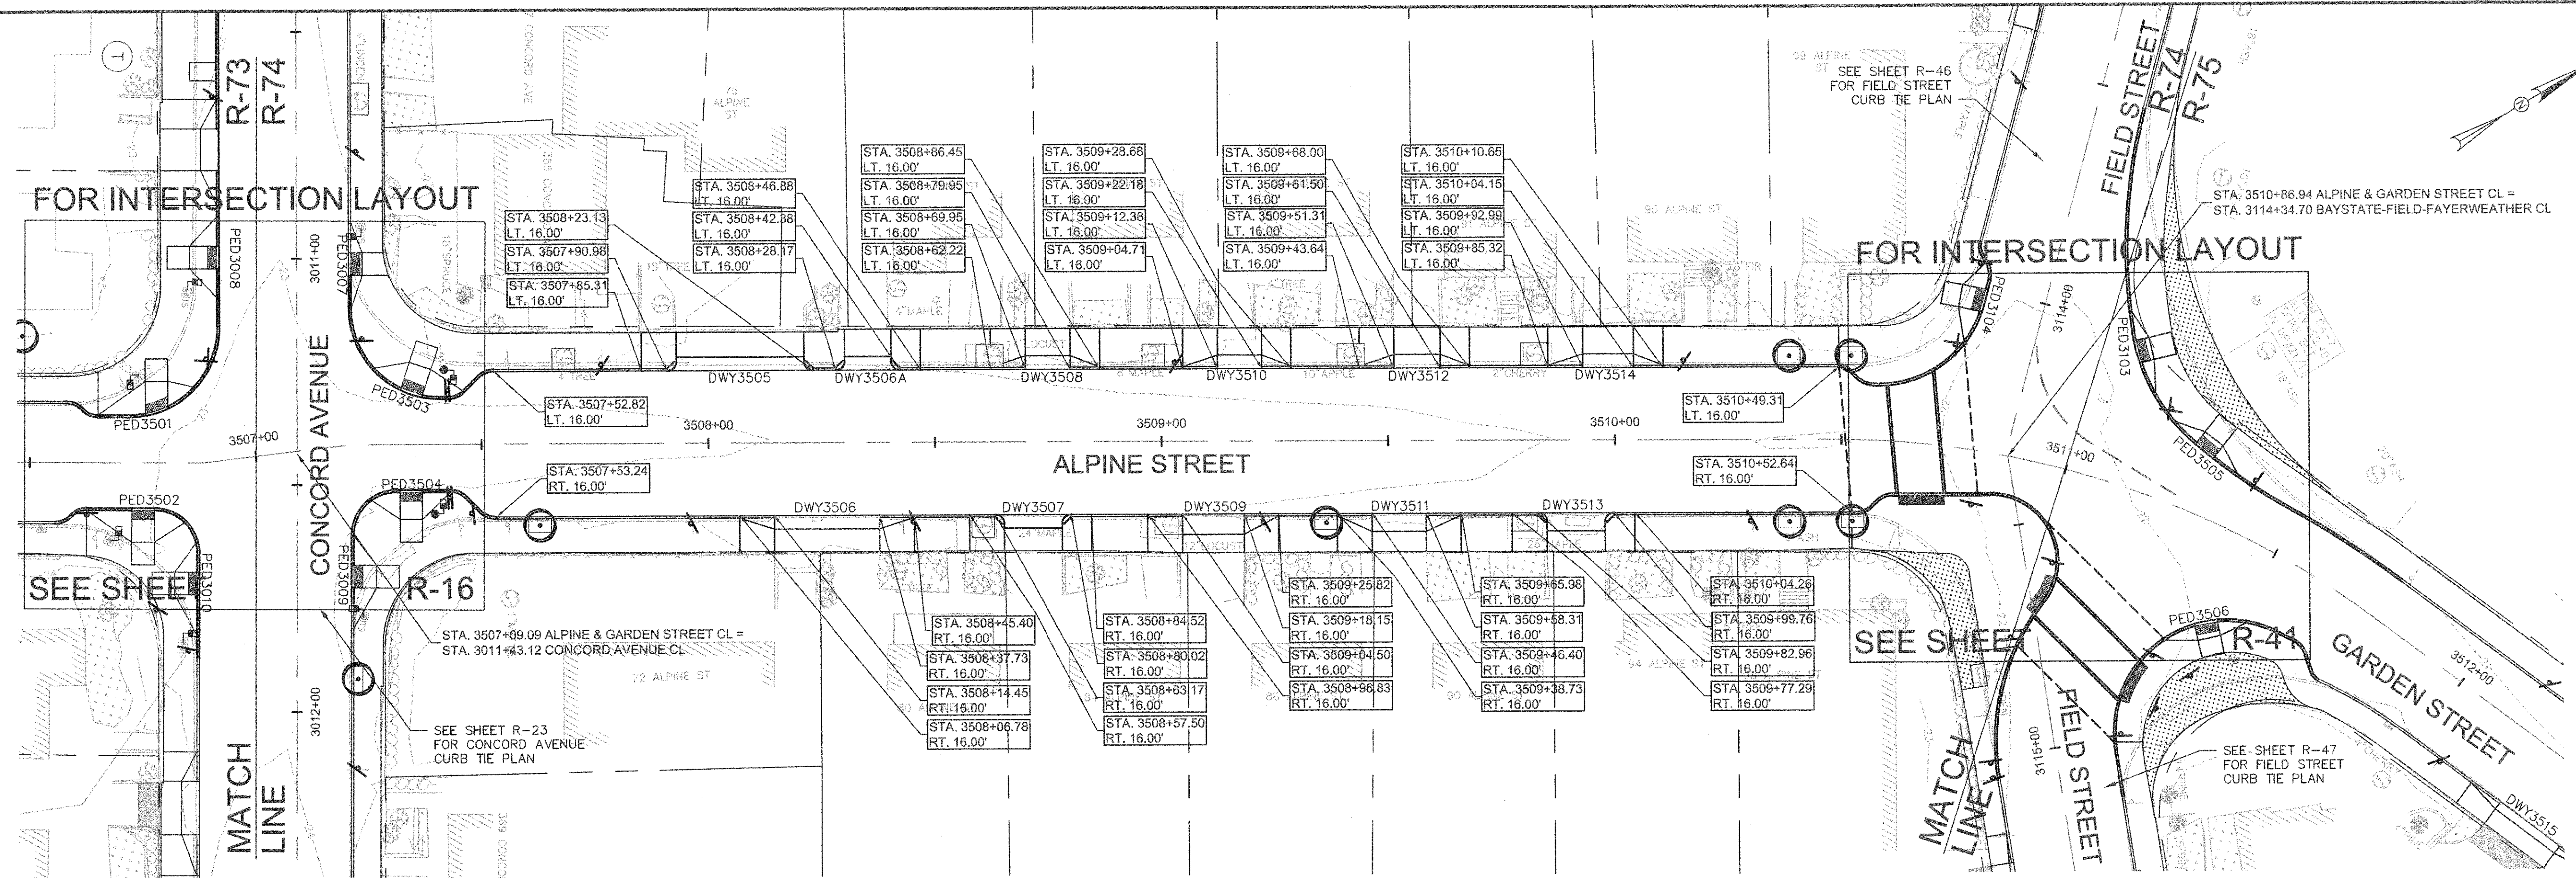 R-73
R-74
FOR INTERSECTION LAYOUT
SEE SHEET
R-16
PED3008
PED3007
3011+00
PED3501
PED3503
3507+00
CONCORD AVENUE
PED3502
PED3504
PED3010
PED3009
3012+00
MATCH
LINE
75
ALPINE
ST
STA. 3507+09.09 ALPINE & GARDEN STREET CL =
STA. 3011+43.12 CONCORD AVENUE CL
SEE SHEET R-23
FOR CONCORD AVENUE
CURB TIE PLAN
STA. 3508+23.13
LT. 16.00'
STA. 3507+90.98
LT. 16.00'
STA. 3507+85.31
LT. 16.00'
STA. 3508+46.88
LT. 16.00'
STA. 3508+42.38
LT. 16.00'
STA. 3508+28.17
LT. 16.00'
STA. 3508+86.45
LT. 16.00'
STA. 3508+79.95
LT. 16.00'
STA. 3508+69.95
LT. 16.00'
STA. 3508+62.22
LT. 16.00'
STA. 3509+28.68
LT. 16.00'
STA. 3509+22.18
LT. 16.00'
STA. 3509+12.38
LT. 16.00'
STA. 3509+04.71
LT. 16.00'
STA. 3509+68.00
LT. 16.00'
STA. 3509+61.50
LT. 16.00'
STA. 3509+51.31
LT. 16.00'
STA. 3509+43.64
LT. 16.00'
STA. 3510+10.65
LT. 16.00'
STA. 3510+04.15
LT. 16.00'
STA. 3509+92.99
LT. 16.00'
STA. 3509+85.32
LT. 16.00'
DWY3505
DWY3506A
DWY3508
DWY3510
DWY3512
DWY3514
STA. 3507+52.82
LT. 16.00'
STA. 3510+49.31
LT. 16.00'
3508+00
3509+00
3510+00
ALPINE STREET
STA. 3507+53.24
RT. 16.00'
STA. 3510+52.64
RT. 16.00'
DWY3506
DWY3507
DWY3509
DWY3511
DWY3513
STA. 3508+45.40
RT. 16.00'
STA. 3508+37.73
RT. 16.00'
STA. 3508+14.45
RT. 16.00'
STA. 3508+06.78
RT. 16.00'
STA. 3508+84.52
RT. 16.00'
STA. 3508+80.02
RT. 16.00'
STA. 3508+63.17
RT. 16.00'
STA. 3508+57.50
RT. 16.00'
STA. 3509+25.82
RT. 16.00'
STA. 3509+18.15
RT. 16.00'
STA. 3509+04.50
RT. 16.00'
STA. 3508+96.83
RT. 16.00'
STA. 3509+65.98
RT. 16.00'
STA. 3509+58.31
RT. 16.00'
STA. 3509+46.40
RT. 16.00'
STA. 3509+38.73
RT. 16.00'
STA. 3510+04.26
RT. 16.00'
STA. 3509+99.76
RT. 16.00'
STA. 3509+82.96
RT. 16.00'
STA. 3509+77.29
RT. 16.00'
72 ALPINE ST
95 ALPINE ST
94 ALPINE ST
99 ALPINE
ST
SEE SHEET R-46
FOR FIELD STREET
CURB TIE PLAN
FIELD STREET
R-74
R-75
N
STA. 3510+86.94 ALPINE & GARDEN STREET CL =
STA. 3114+34.70 BAYSTATE-FIELD-FAYERWEATHER CL
FOR INTERSECTION LAYOUT
PED3104
3114+00
PED3103
3511+00
PED3505
PED3506
SEE SHEET
R-41
GARDEN STREET
3512+00
3115+00
FIELD STREET
MATCH
LINE
SEE SHEET R-47
FOR FIELD STREET
CURB TIE PLAN
DWY3515